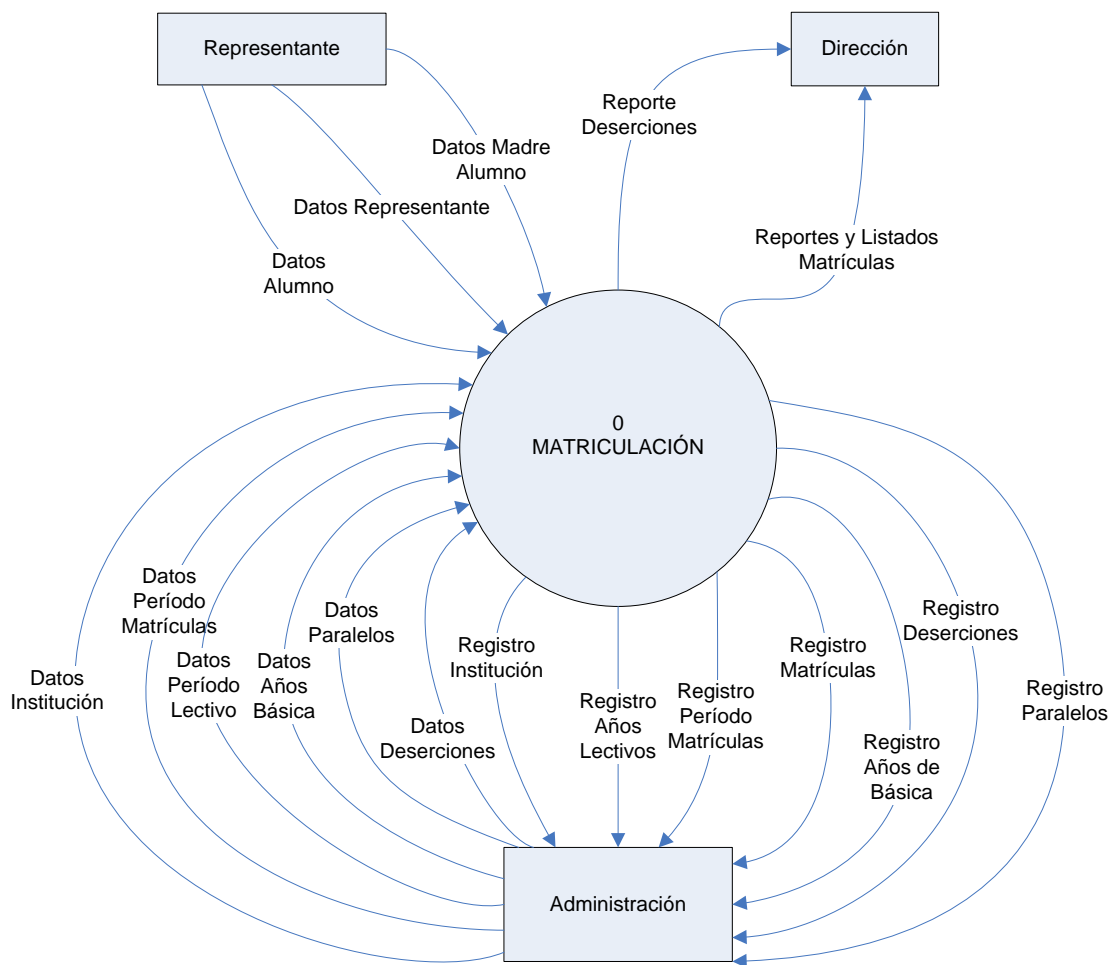 Representante
Dirección
Reporte
Deserciones
Datos Madre
Alumno
Datos Representante
Datos
Alumno
Reportes y Listados
Matrículas
0
MATRICULACIÓN
Datos
Institución
Datos
Período
Matrículas
Datos
Período
Lectivo
Datos
Años
Básica
Datos
Paralelos
Datos
Deserciones
Registro
Institución
Registro
Años
Lectivos
Registro
Período
Matrículas
Registro
Matrículas
Registro
Años de
Básica
Registro
Deserciones
Registro
Paralelos
Administración